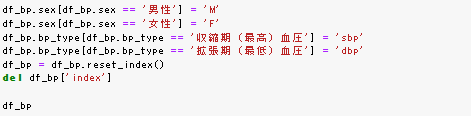 df_bp.sex[df_bp.sex == '男性'] = 'M'
df_bp.sex[df_bp.sex == '女性'] = 'F'
df_bp.bp_type[df_bp.bp_type == '収縮期（最高）血圧'] = 'sbp'
df_bp.bp_type[df_bp.bp_type == '拡張期（最低）血圧'] = 'dbp'
df_bp = df_bp.reset_index()
del df_bp['index']
df_bp